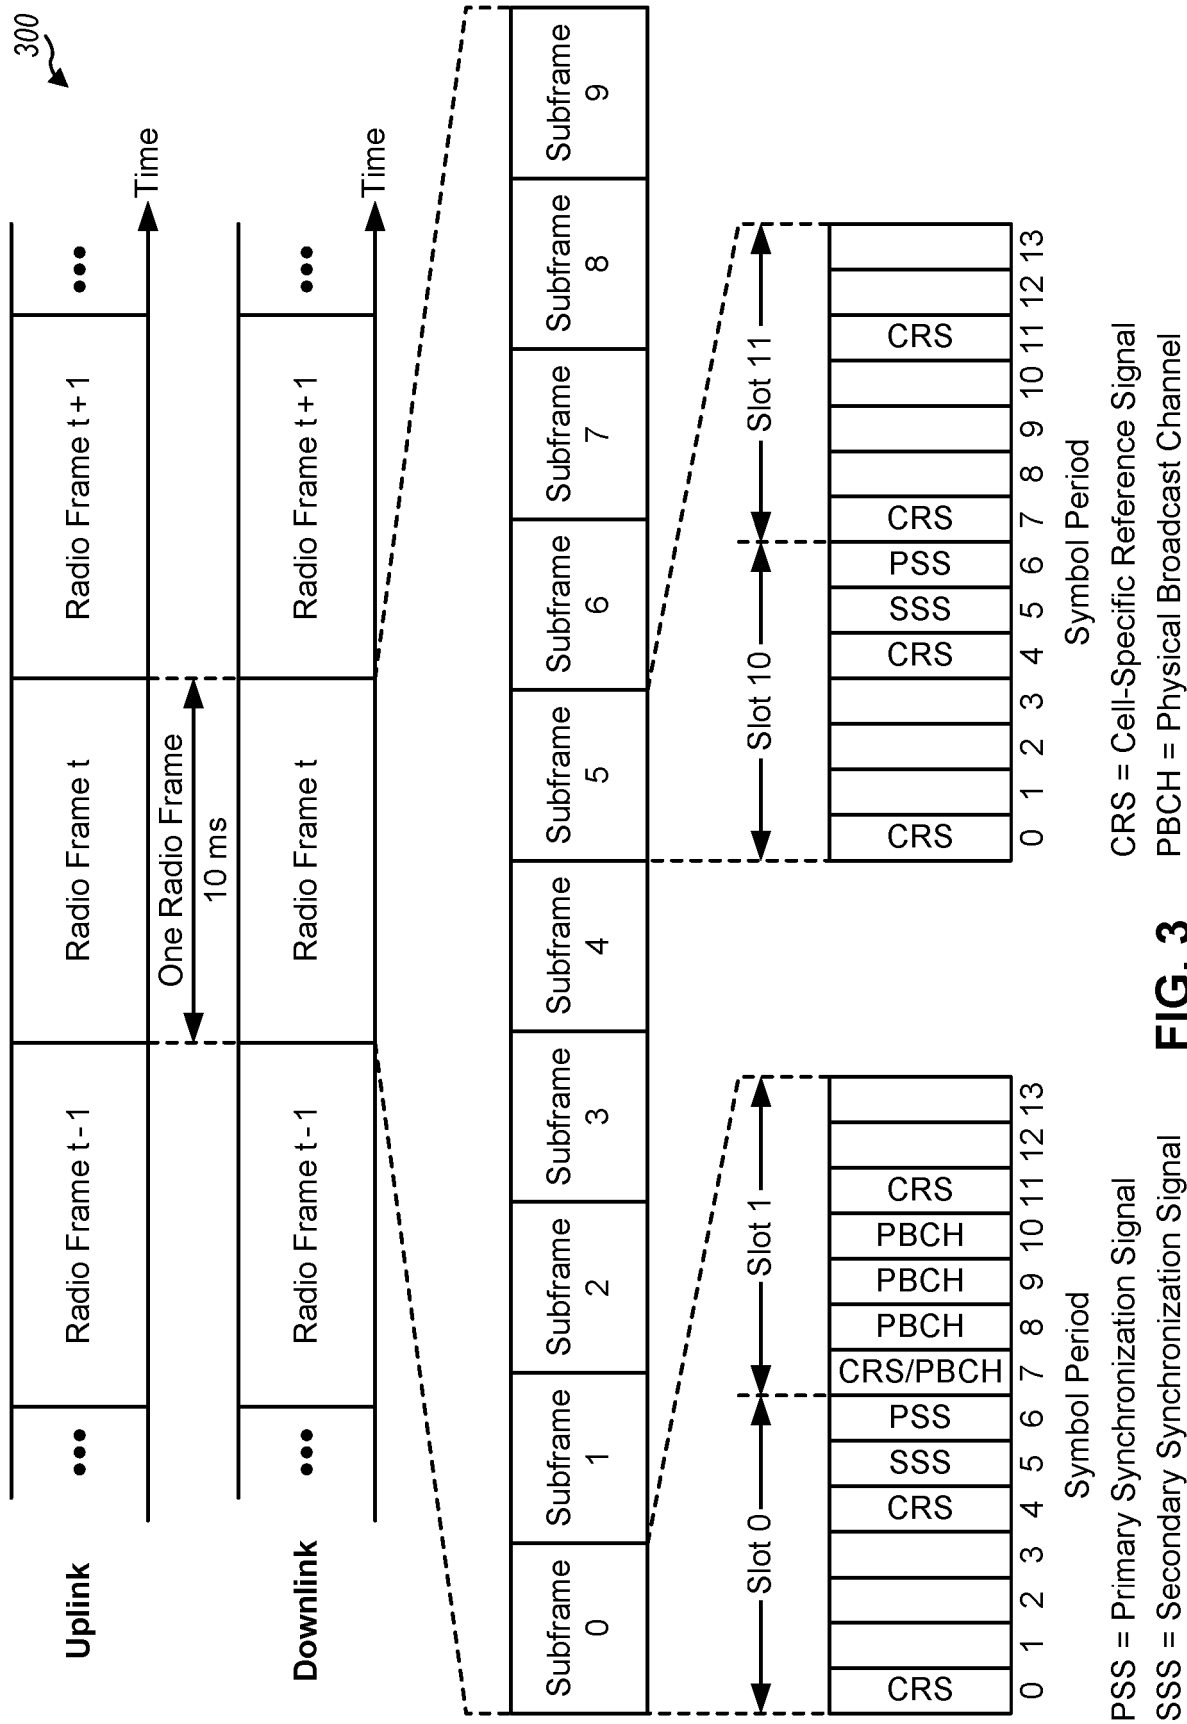 300
Uplink
••• Radio Frame t - 1 Radio Frame t Radio Frame t + 1 •••
Time
One Radio Frame
10 ms
Downlink
••• Radio Frame t - 1 Radio Frame t Radio Frame t + 1 •••
Time
Subframe 0
Subframe 1
Subframe 2
Subframe 3
Subframe 4
Subframe 5
Subframe 6
Subframe 7
Subframe 8
Subframe 9
Slot 0 Slot 1
CRS CRS SSS PSS CRS/PBCH PBCH PBCH PBCH CRS
0 1 2 3 4 5 6 7 8 9 10 11 12 13
Symbol Period
Slot 10 Slot 11
CRS CRS SSS PSS CRS CRS
0 1 2 3 4 5 6 7 8 9 10 11 12 13
Symbol Period
PSS = Primary Synchronization Signal
SSS = Secondary Synchronization Signal
CRS = Cell-Specific Reference Signal
PBCH = Physical Broadcast Channel
FIG. 3